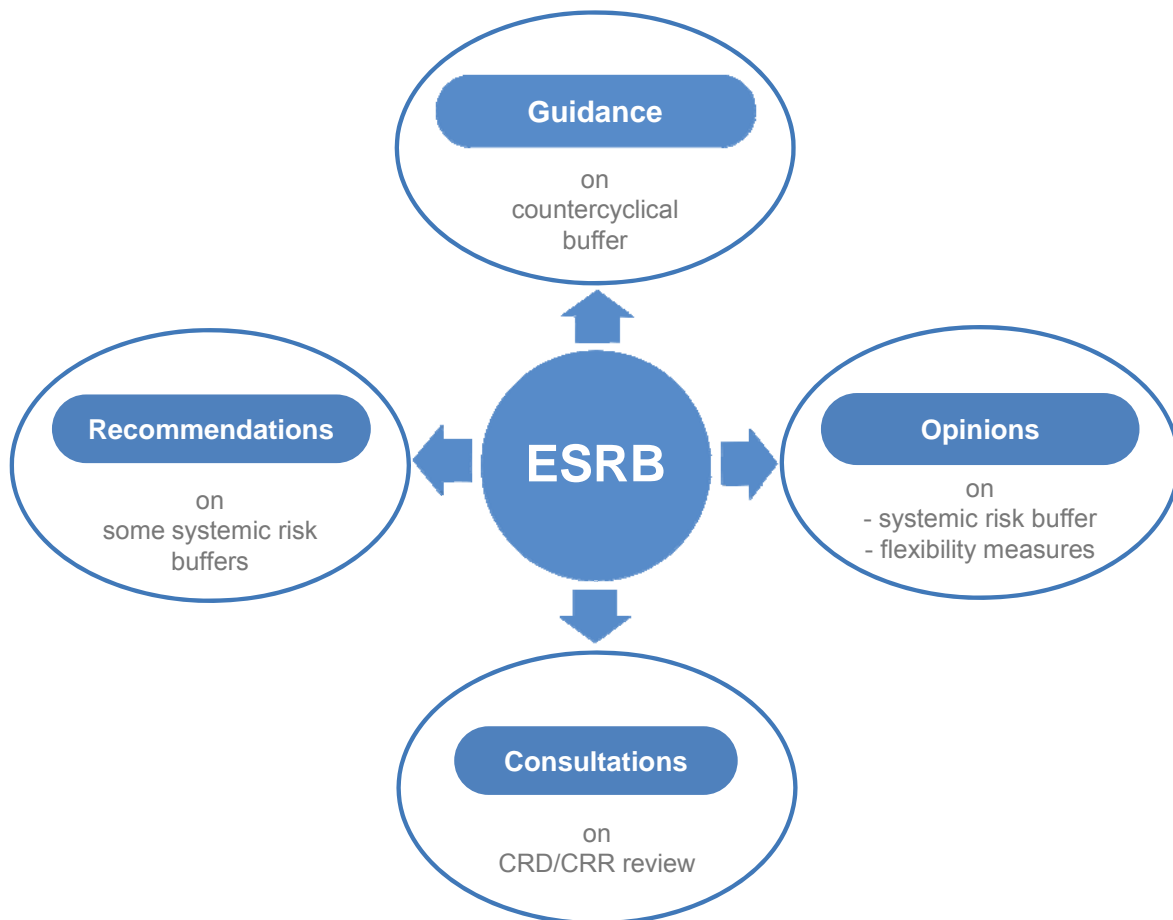 Guidance
on
countercyclical
buffer
Recommendations
on
some systemic risk
buffers
ESRB
Opinions
on
- systemic risk buffer
- flexibility measures
Consultations
on
CRD/CRR review